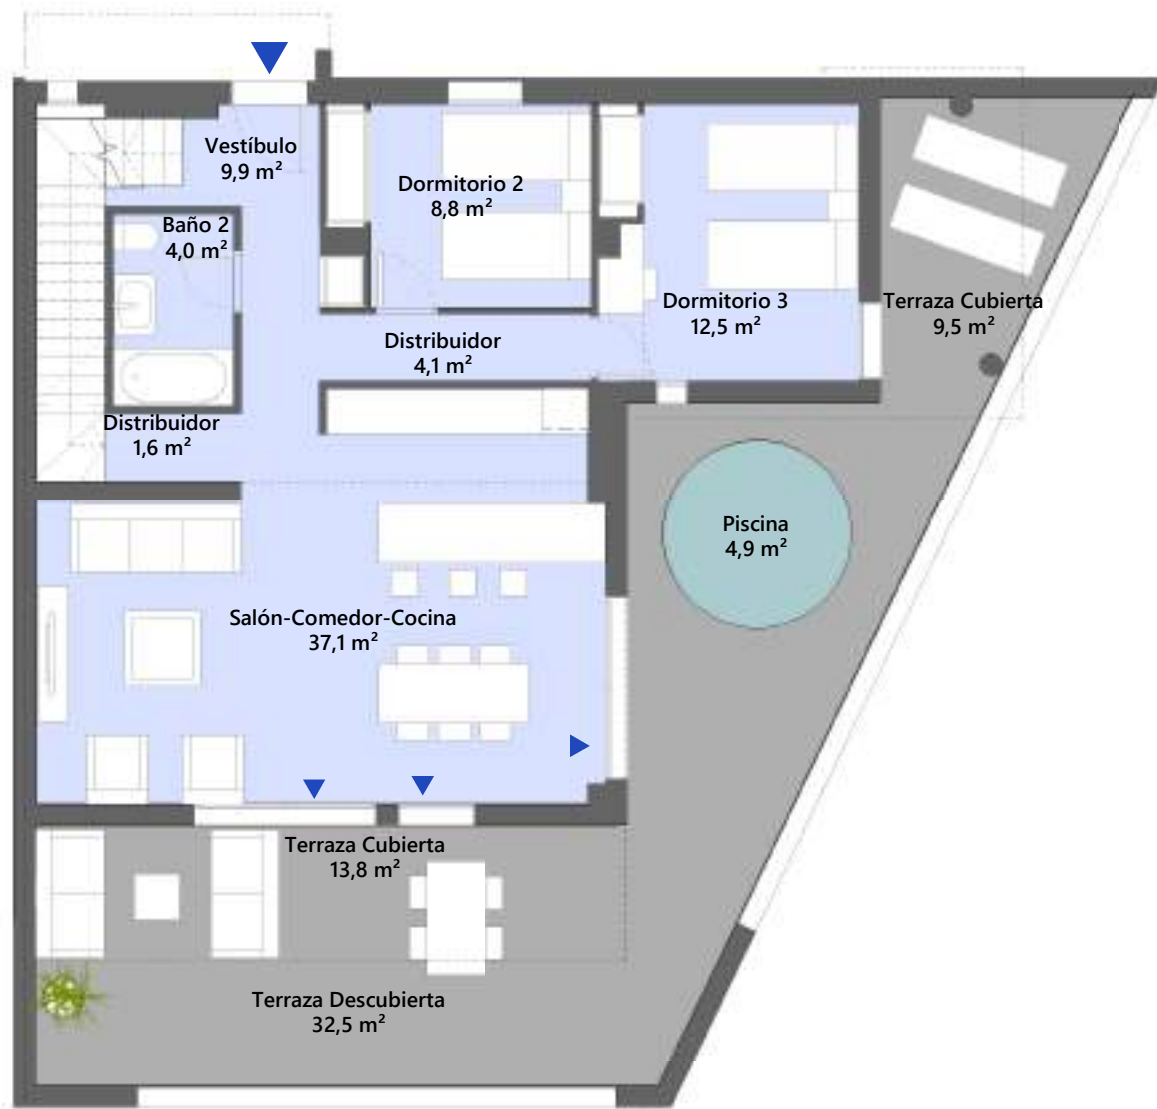 Vestíbulo
9,9 m²
Dormitorio 2
8,8 m²
Baño 2
4,0 m²
Dormitorio 3
12,5 m²
Terraza Cubierta
9,5 m²
Distribuidor
4,1 m²
Distribuidor
1,6 m²
Piscina
4,9 m²
Salón-Comedor-Cocina
37,1 m²
Terraza Cubierta
13,8 m²
Terraza Descubierta
32,5 m²